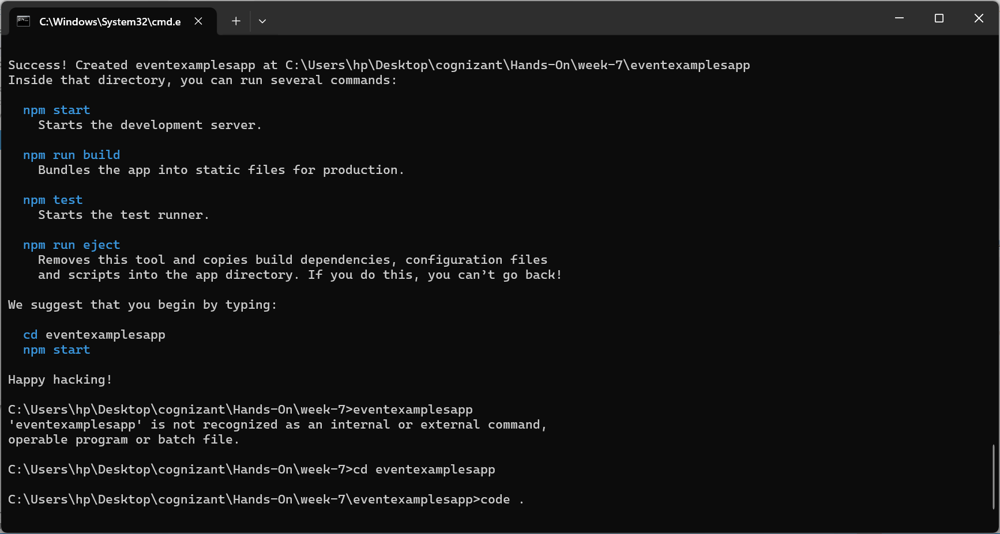 C:\Windows\System32\cmd.e
Success! Created eventexamplesapp at C:\Users\hp\Desktop\cognizant\Hands-On\week-7\eventexamplesapp
Inside that directory, you can run several commands:
npm start
Starts the development server.
npm run build
Bundles the app into static files for production.
npm test
Starts the test runner.
npm run eject
Removes this tool and copies build dependencies, configuration files
and scripts into the app directory. If you do this, you can’t go back!
We suggest that you begin by typing:
cd eventexamplesapp
npm start
Happy hacking!
C:\Users\hp\Desktop\cognizant\Hands-On\week-7>eventexamplesapp
'eventexamplesapp' is not recognized as an internal or external command,
operable program or batch file.
C:\Users\hp\Desktop\cognizant\Hands-On\week-7>cd eventexamplesapp
C:\Users\hp\Desktop\cognizant\Hands-On\week-7\eventexamplesapp>code .